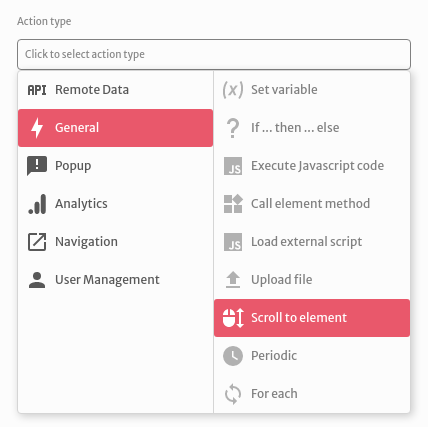 Action type
Click to select action type
API Remote Data
General
Popup
Analytics
Navigation
User Management
(x) Set variable
? If ... then ... else
JS Execute Javascript code
Call element method
JS Load external script
Upload file
Scroll to element
Periodic
For each